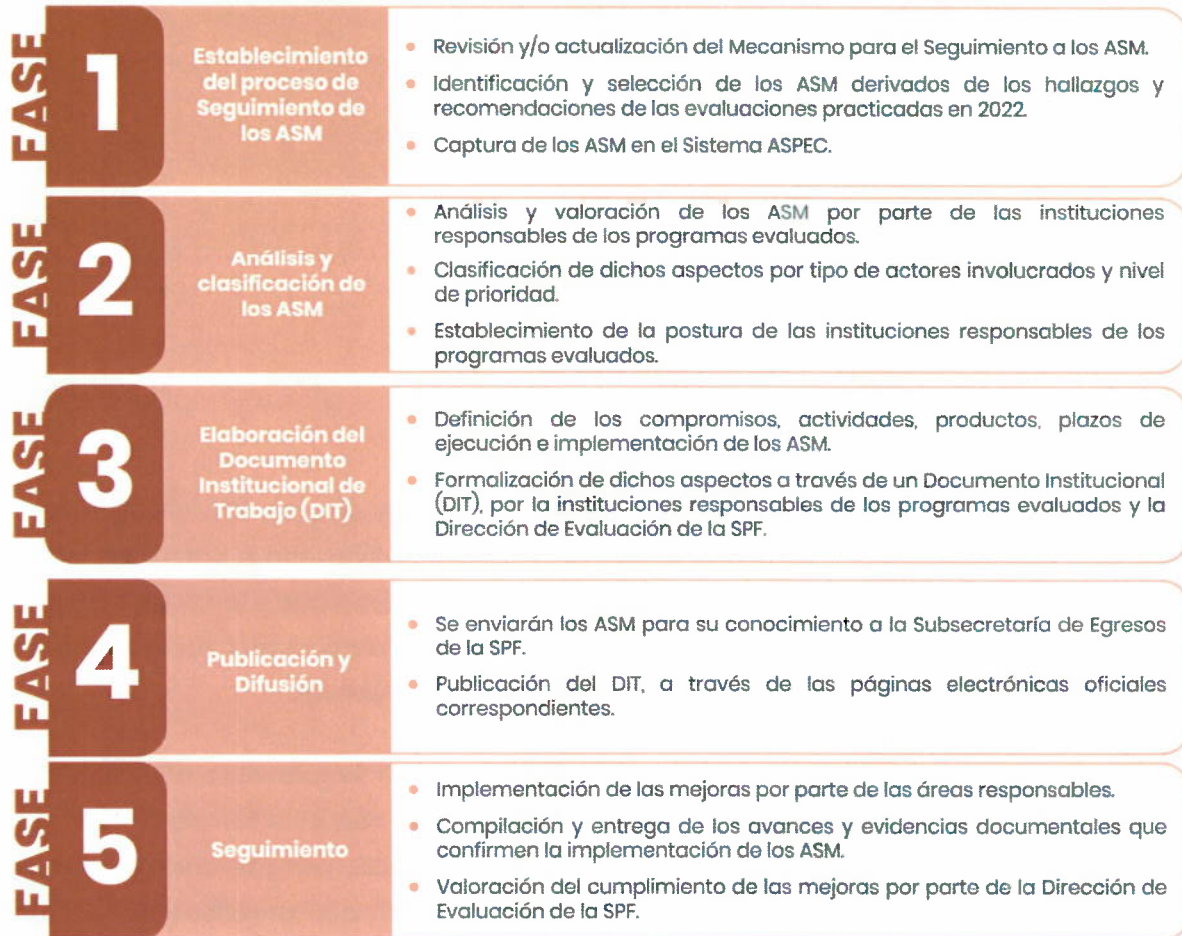 FASE
1
Establecimiento
del proceso de
Seguimiento de
los ASM
• Revisión y/o actualización del Mecanismo para el Seguimiento a los ASM.
• Identificación y selección de los ASM derivados de los hallazgos y
recomendaciones de las evaluaciones practicadas en 2022.
• Captura de los ASM en el Sistema ASPEC.
FASE
2
Análisis y
clasificación de
los ASM
• Análisis y valoración de los ASM por parte de las instituciones
responsables de los programas evaluados.
• Clasificación de dichos aspectos por tipo de actores involucrados y nivel
de prioridad.
• Establecimiento de la postura de las instituciones responsables de los
programas evaluados.
FASE
3
Elaboración del
Documento
Institucional de
Trabajo (DIT)
• Definición de los compromisos, actividades, productos, plazos de
ejecución e implementación de los ASM.
• Formalización de dichos aspectos a través de un Documento Institucional
(DIT), por la instituciones responsables de los programas evaluados y la
Dirección de Evaluación de la SPF.
FASE
4
Publicación y
Difusión
• Se enviarán los ASM para su conocimiento a la Subsecretaría de Egresos
de la SPF.
• Publicación del DIT, a través de las páginas electrónicas oficiales
correspondientes.
FASE
5
Seguimiento
• Implementación de las mejoras por parte de las áreas responsables.
• Compilación y entrega de los avances y evidencias documentales que
confirmen la implementación de los ASM.
• Valoración del cumplimiento de las mejoras por parte de la Dirección de
Evaluación de la SPF.